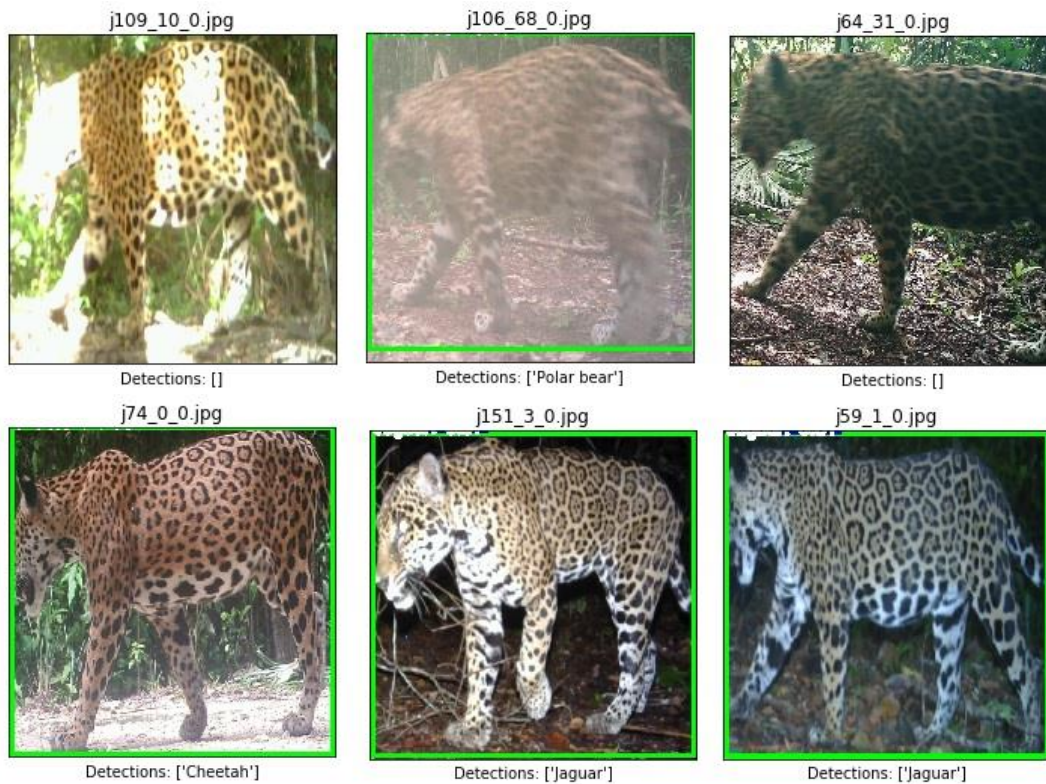 j109_10_0.jpg
j106_68_0.jpg
j64_31_0.jpg
Detections: []
Detections: ['Polar bear']
Detections: []
j74_0_0.jpg
j151_3_0.jpg
j59_1_0.jpg
Detections: ['Cheetah']
Detections: ['Jaguar']
Detections: ['Jaguar']